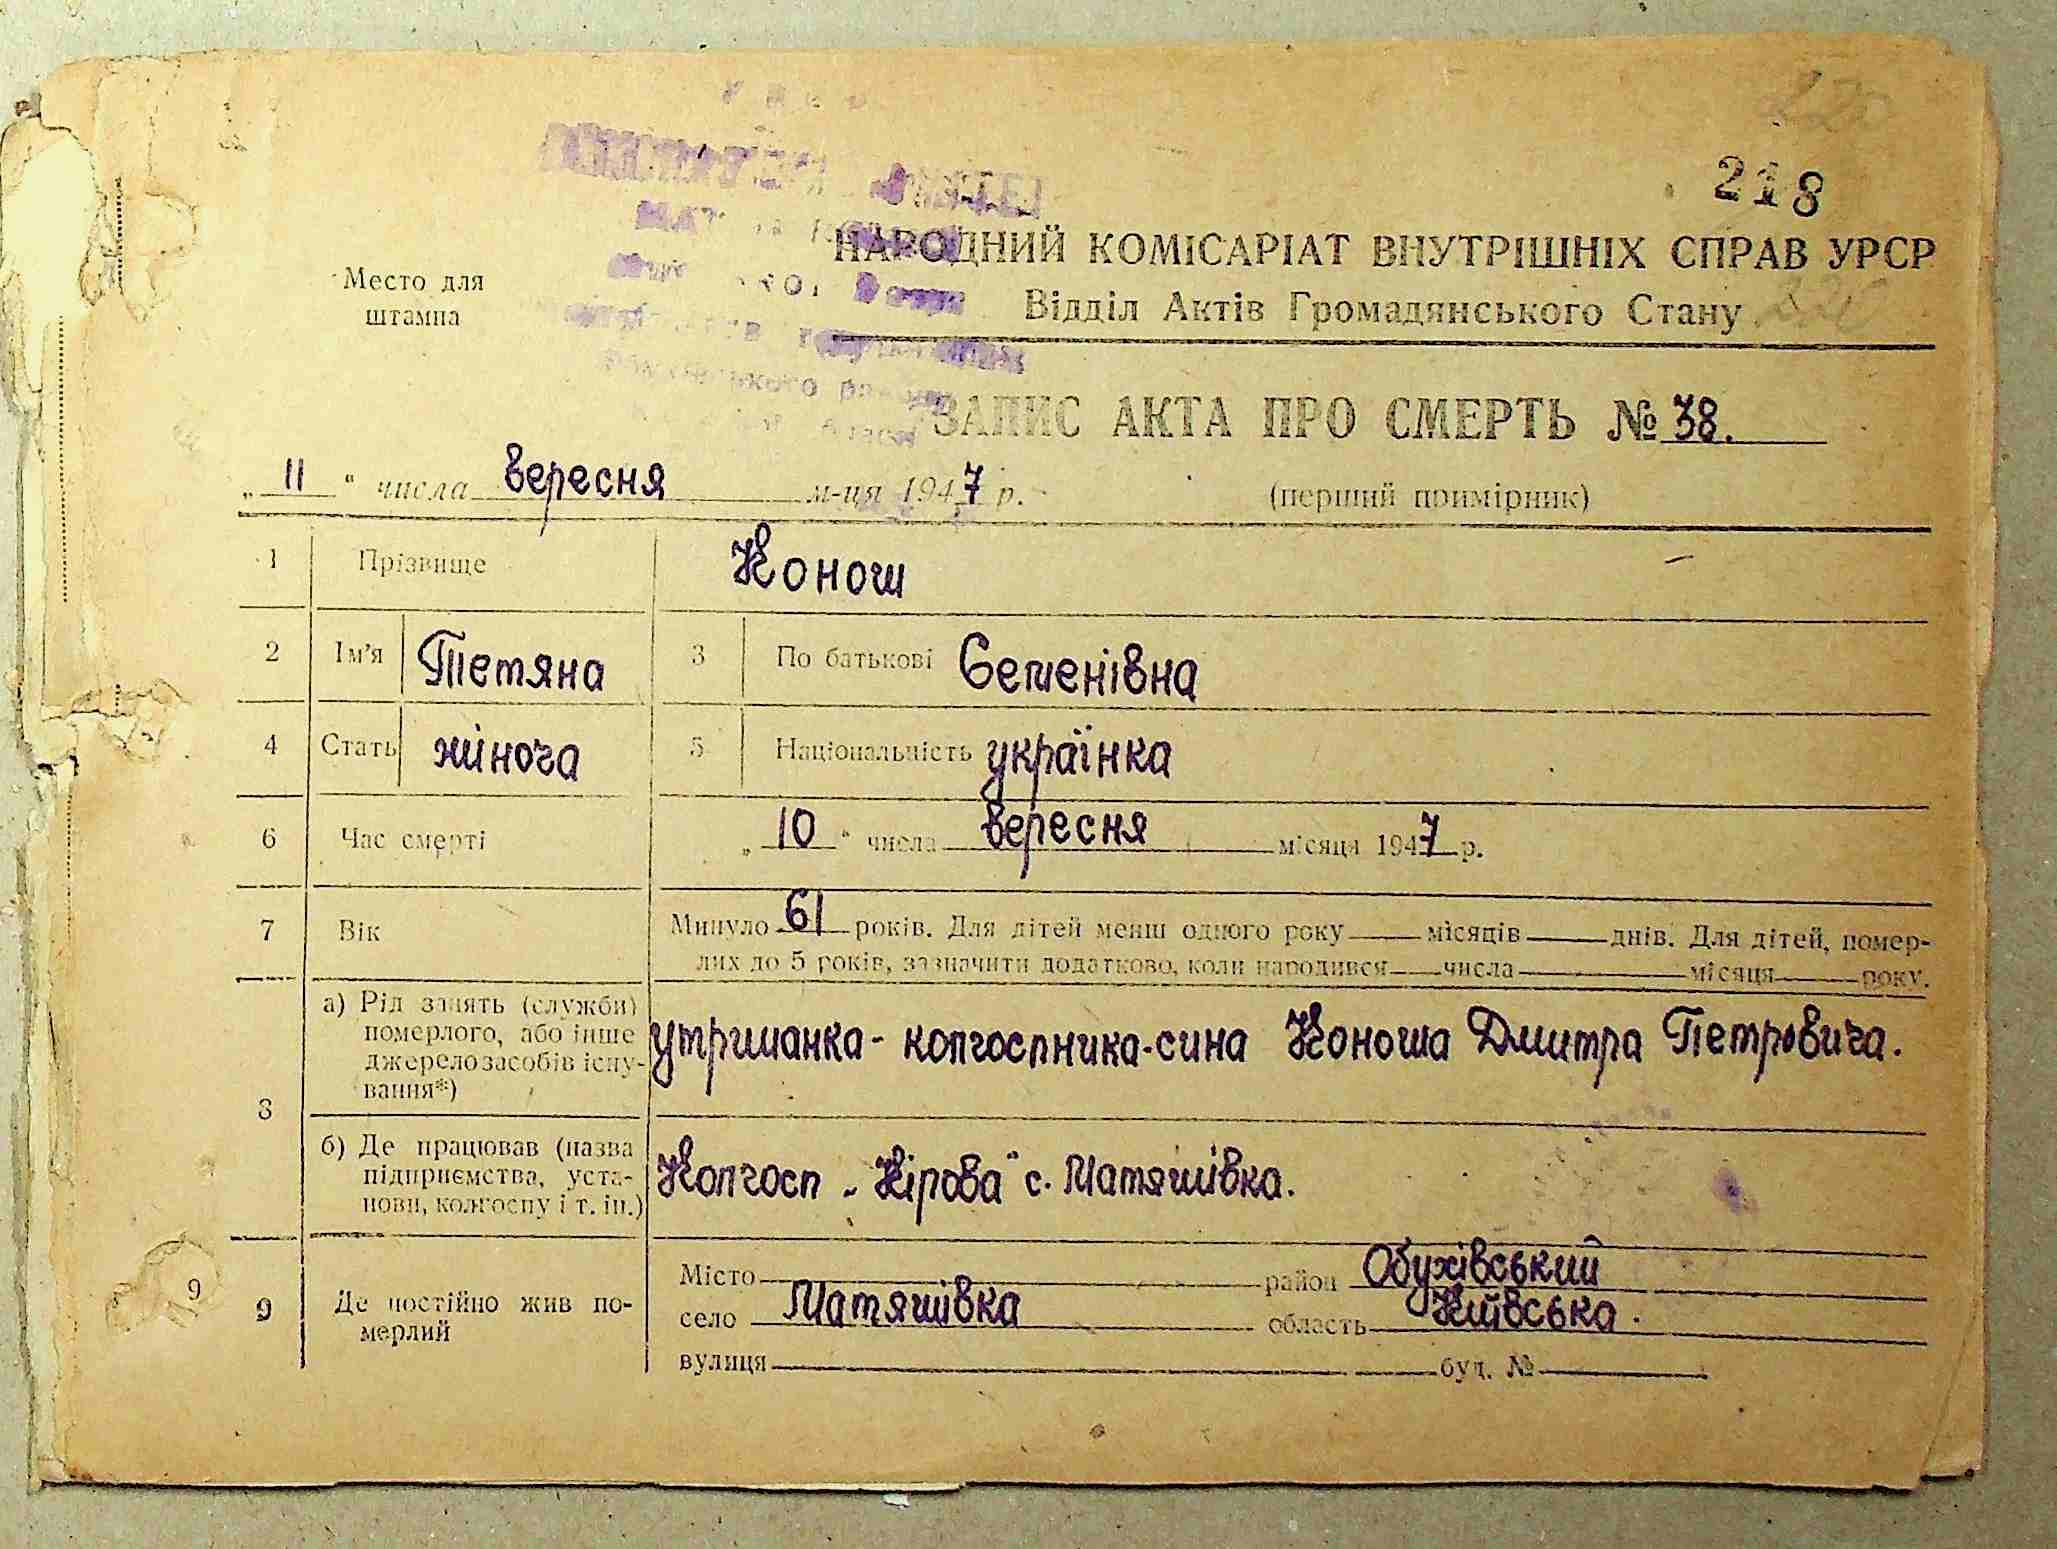 218
НАРОДНИЙ КОМІСАРІАТ ВНУТРІШНІХ СПРАВ УРСР
Место для
штампа
Відділ Актів Громадянського Стану
ЗАПИС АКТА ПРО СМЕРТЬ № 38.
„11“ числа вересня м-ця 1947 р.
(перший примірник)
1 Прізвище Конош
2 Ім'я Тетяна 3 По батькові Семенівна
4 Стать жіноча 5 Національність українка
6 Час смерті „10“ числа вересня місяця 1947 р.
7 Вік Минуло 61 років. Для дітей менш одного року місяців днів. Для дітей, помер-
лих до 5 років, зазначити додатково, коли народився числа місяця року.
8
а) Рід занять (служби)
померлого, або інше
джерело засобів існу-
вання*)
утриманка - колгоспника-сина Коноша Дмитра Петровича.
б) Де працював (назва
підприємства, уста-
нови, колгоспу і т. ін.)
Колгосп „Кірова" с. Матяшівка.
9
9 Де постійно жив по-
мерлий
Місто район Обухівський
село Матяшівка область Київська.
вулиця буд. №